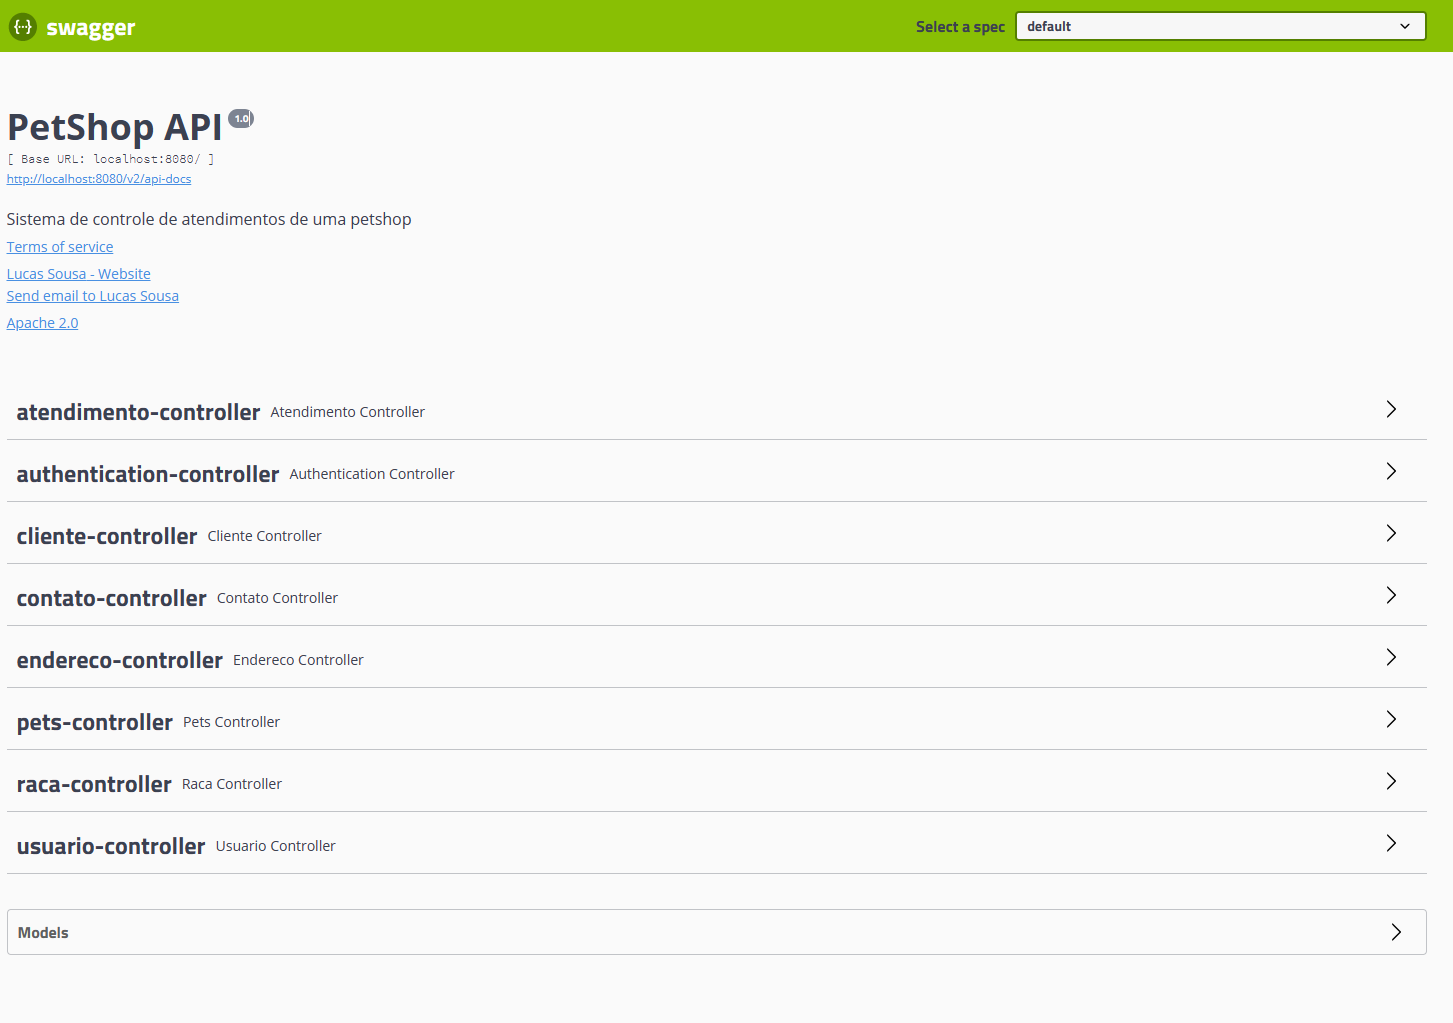 {···} swagger Select a spec default
PetShop API 1.0
[ Base URL: localhost:8080/ ]
http://localhost:8080/v2/api-docs
Sistema de controle de atendimentos de uma petshop
Terms of service
Lucas Sousa - Website
Send email to Lucas Sousa
Apache 2.0
atendimento-controller Atendimento Controller
authentication-controller Authentication Controller
cliente-controller Cliente Controller
contato-controller Contato Controller
endereco-controller Endereco Controller
pets-controller Pets Controller
raca-controller Raca Controller
usuario-controller Usuario Controller
Models